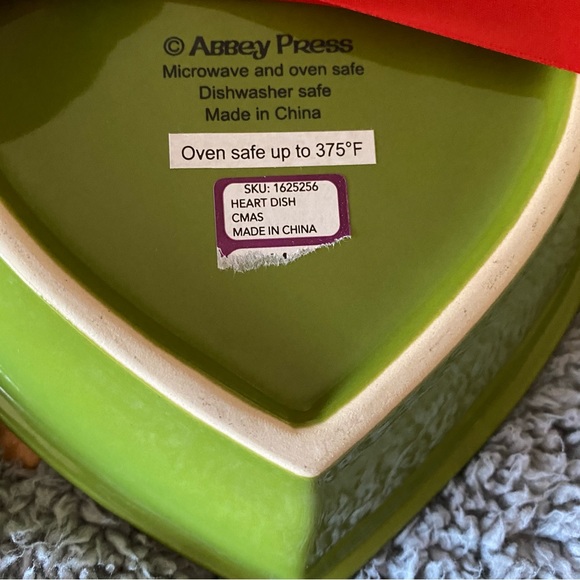 © Abbey Press
Microwave and oven safe
Dishwasher safe
Made in China
Oven safe up to 375°F
SKU: 1625256
HEART DISH
CMAS
MADE IN CHINA